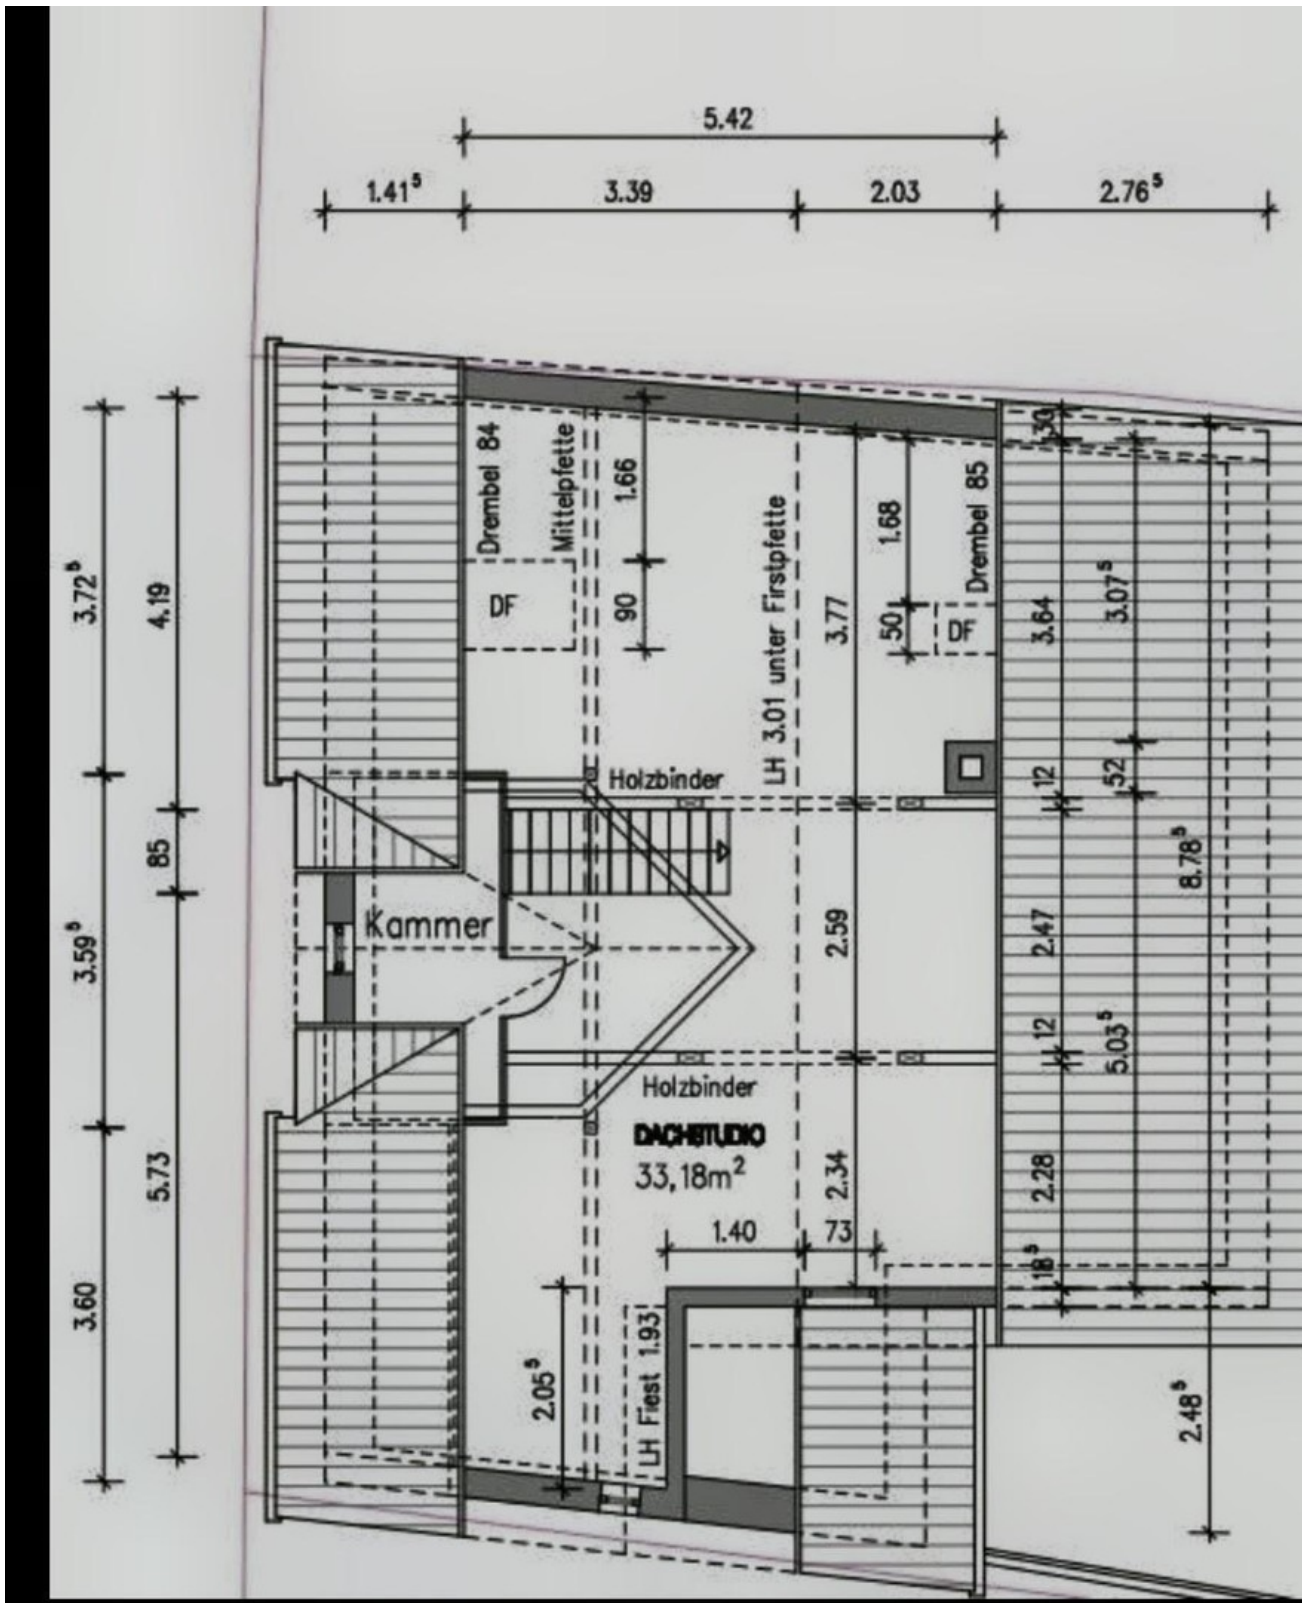 5.42
1.41⁵
3.39
2.03
2.76⁵
30
Drembel 84
Mittelpfette
1.66
LH 3.01 unter Firstpfette
1.68
Drembel 85
3.72⁵
4.19
DF
90
3.77
50
DF
3.64
3.07⁵
Holzbinder
12
52
85
8.78⁵
Kammer
3.59⁵
2.59
2.47
12
5.03⁵
Holzbinder
DACHSTUDIO
33,18m²
5.73
2.34
2.28
1.40
73
18⁵
3.60
2.05⁵
LH Fiest 1.93
2.48⁵